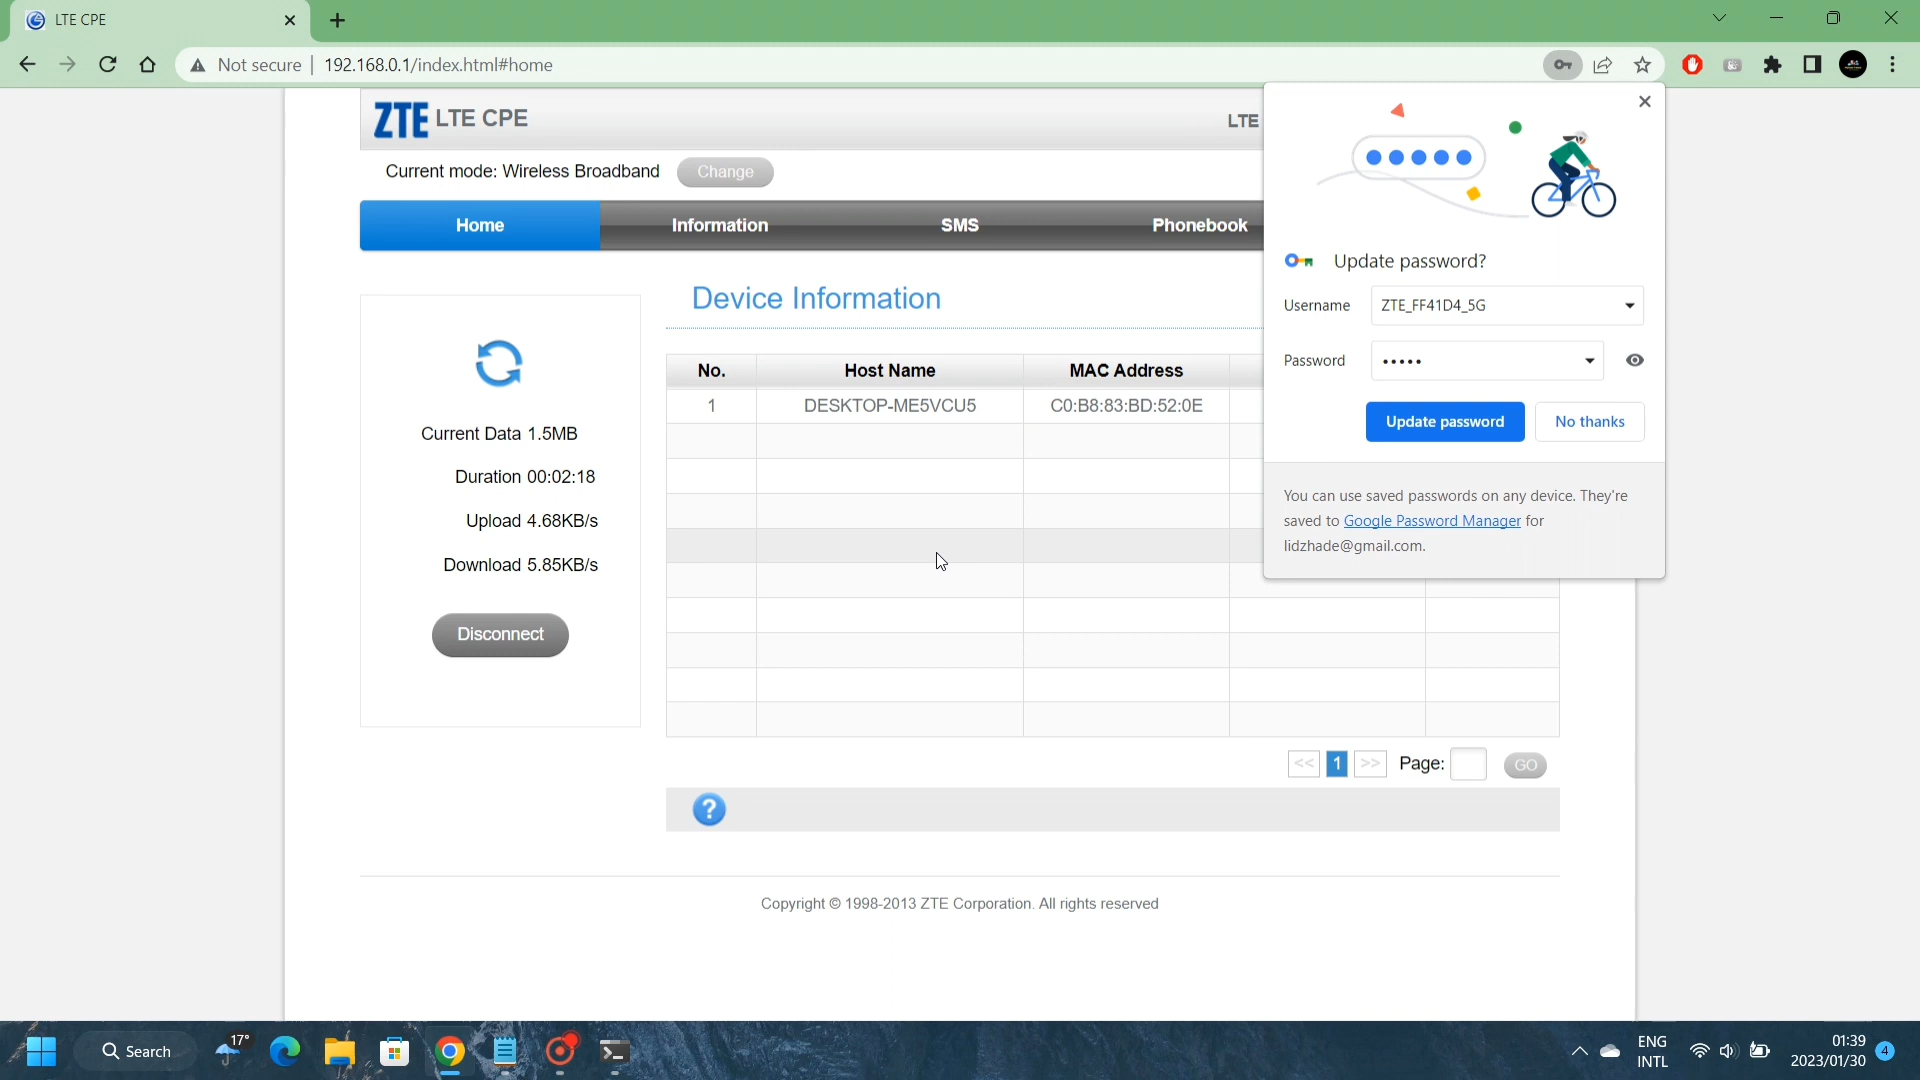 LTE CPE
Not secure | 192.168.0.1/index.html#home
ZTE LTE CPE
LTE
Current mode: Wireless Broadband
Change
Home
Information
SMS
Phonebook
Current Data 1.5MB
Duration 00:02:18
Upload 4.68KB/s
Download 5.85KB/s
Disconnect
Device Information
No. Host Name MAC Address
1 DESKTOP-ME5VCU5 C0:B8:83:BD:52:0E
<< 1 >> Page: GO
?
Copyright © 1998-2013 ZTE Corporation. All rights reserved
Update password?
Username ZTE_FF41D4_5G
Password •••••
Update password
No thanks
You can use saved passwords on any device. They're
saved to Google Password Manager for
lidzhade@gmail.com.
Search
17°
ENG
INTL
01:39
2023/01/30
4